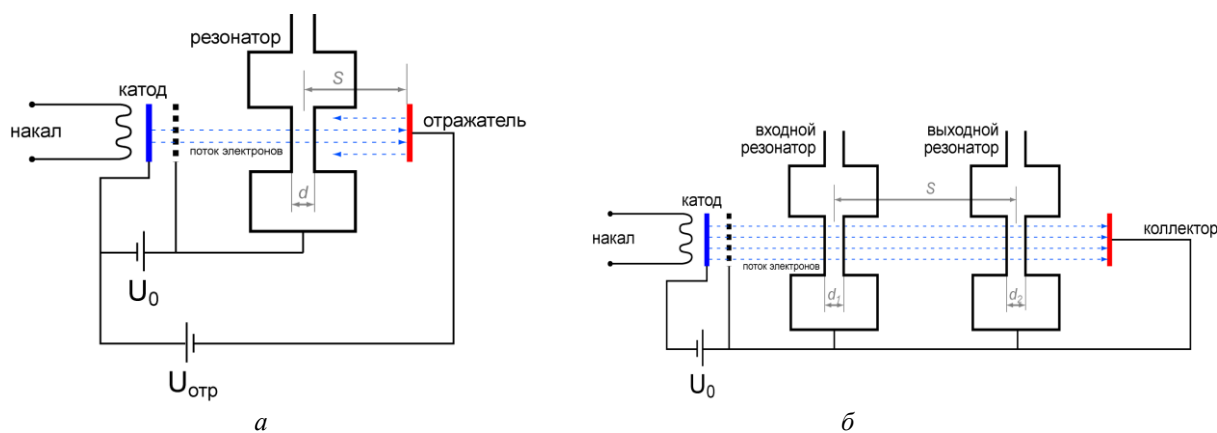 резонатор
S
катод
накал
отражатель
поток электронов
d
U₀
Uотр
а
входной
резонатор
выходной
резонатор
S
катод
накал
коллектор
поток электронов
d₁
d₂
U₀
б